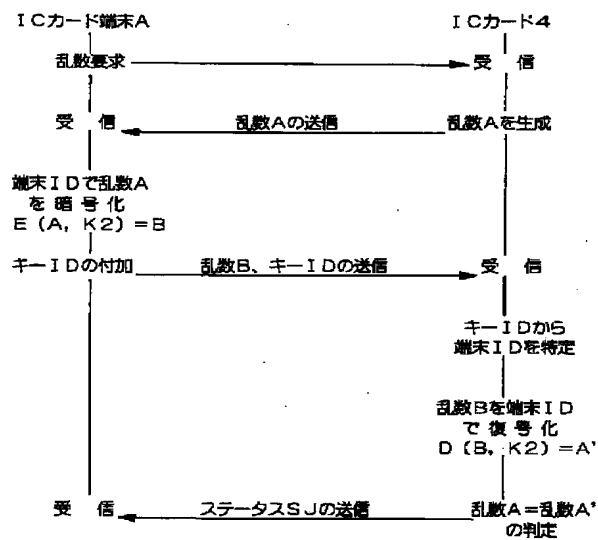 ICカード端末A
ICカード4
乱数要求
受 信
受 信
乱数Aの送信
乱数Aを生成
端末IDで乱数A
を 暗 号 化
E (A, K2) =B
キーIDの付加
乱数B、キーIDの送信
受 信
キーIDから
端末IDを特定
乱数Bを端末ID
で 復 号 化
D (B, K2) =A'
受 信
ステータスSJの送信
乱数A=乱数A'
の判定